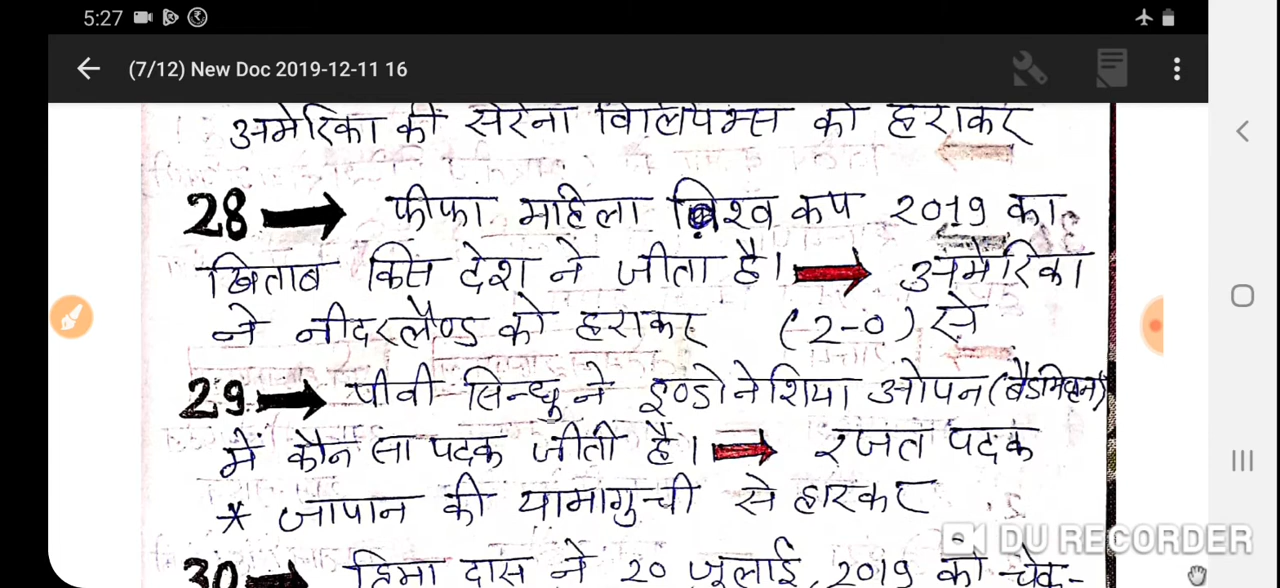 5:27
(7/12) New Doc 2019-12-11 16
अमेरिका की सेरेना विलियम्स को हराकर
28 → फीफा महिला विश्व कप 2019 का
खिताब किस देश ने जीता है। → अमेरिका
ने नीदरलैण्ड को हराकर (2-0) से
29 → पीवी सिन्धु ने इण्डोनेशिया ओपन (बैडमिंटन)
में कौन सा पदक जीती है। → रजत पदक
* जापान की यामागुची से हारकर
DU RECORDER
30 → हिमा दास ने 20 जूलाई, 2019 को चेक-